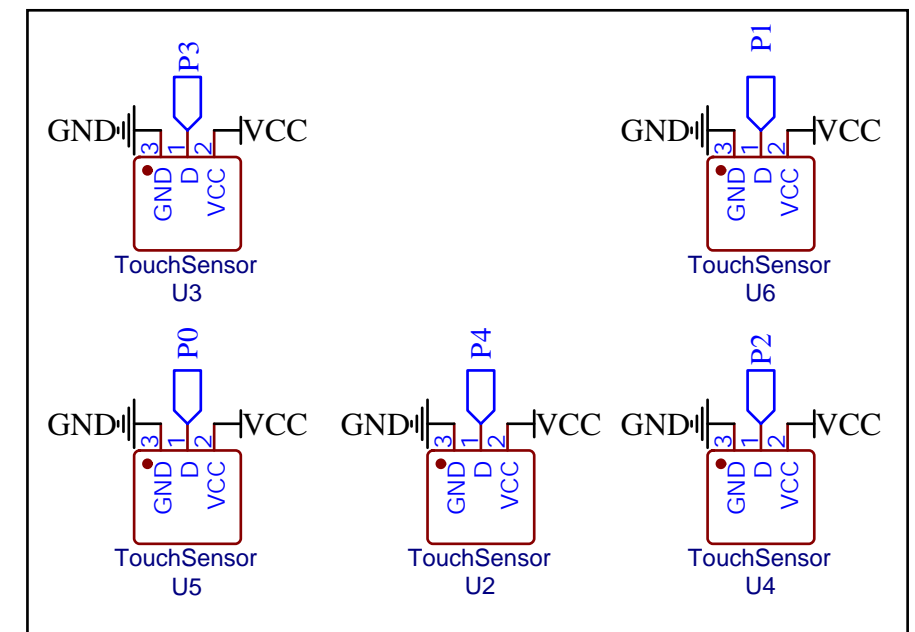 P3
GND
VCC
3
1
2
GND
D
VCC
TouchSensor
U3
P1
GND
VCC
3
1
2
GND
D
VCC
TouchSensor
U6
P0
GND
VCC
3
1
2
GND
D
VCC
TouchSensor
U5
P4
GND
VCC
3
1
2
GND
D
VCC
TouchSensor
U2
P2
GND
VCC
3
1
2
GND
D
VCC
TouchSensor
U4